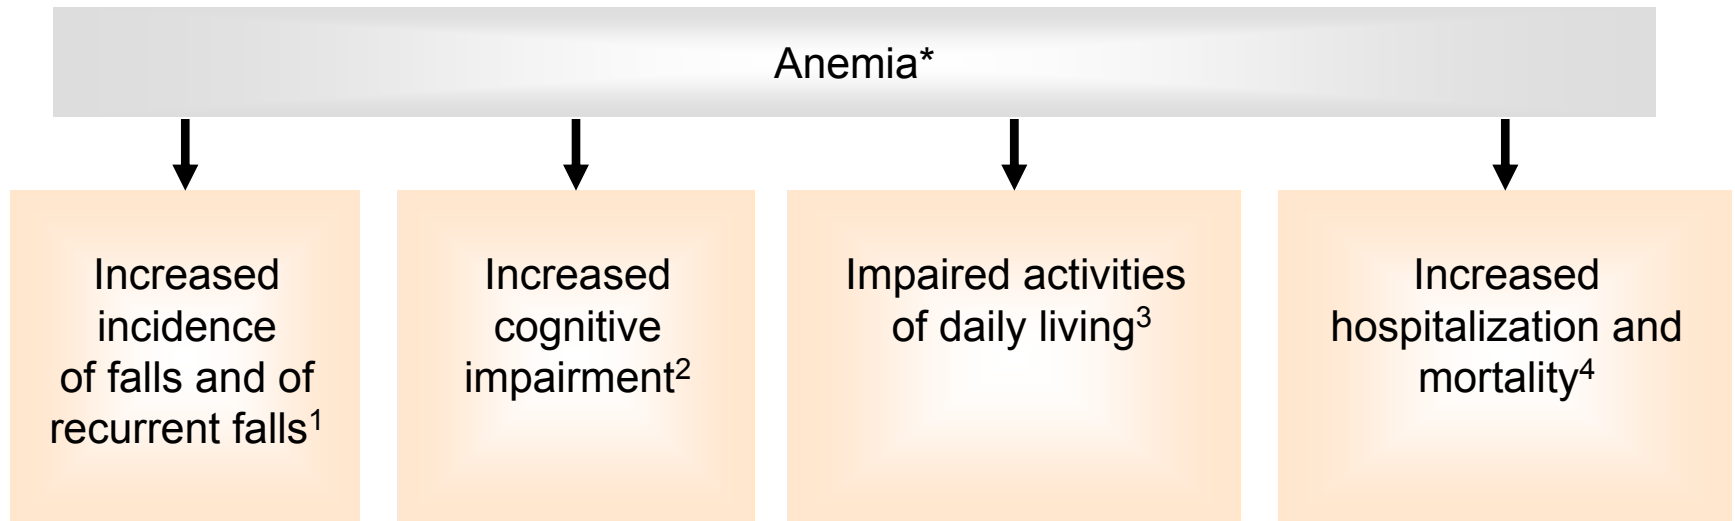 Anemia*
Increased
incidence
of falls and of
recurrent falls¹
Increased
cognitive
impairment²
Impaired activities
of daily living³
Increased
hospitalization and
mortality⁴